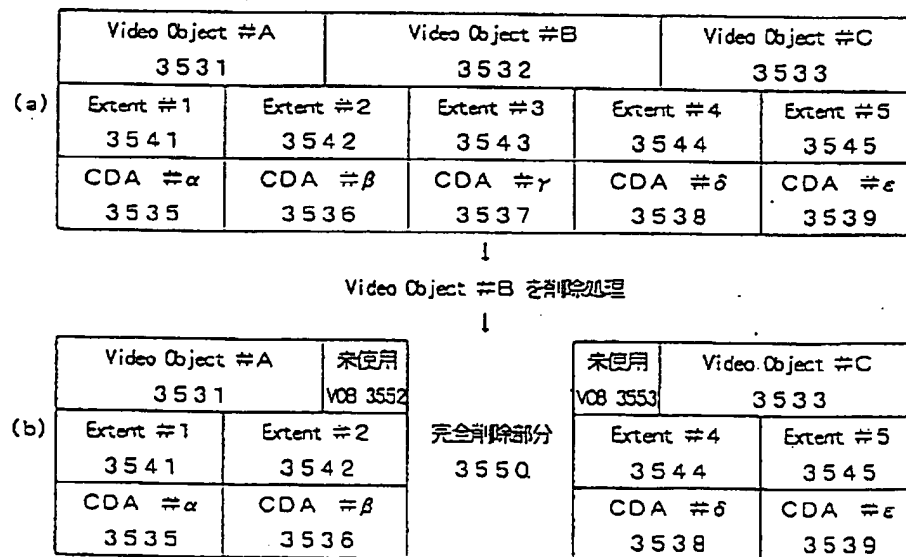 Video Object #A Video Object #B Video Object #C
3531 3532 3533
(a) Extent #1 Extent #2 Extent #3 Extent #4 Extent #5
3541 3542 3543 3544 3545
CDA #α CDA #β CDA #γ CDA #δ CDA #ε
3535 3536 3537 3538 3539
↓
Video Object #B を削除処理
↓
Video Object #A 未使用 未使用 Video Object #C
3531 VOB 3552 VOB 3553 3533
(b) Extent #1 Extent #2 完全削除部分 Extent #4 Extent #5
3541 3542 3550 3544 3545
CDA #α CDA #β CDA #δ CDA #ε
3535 3536 3538 3539